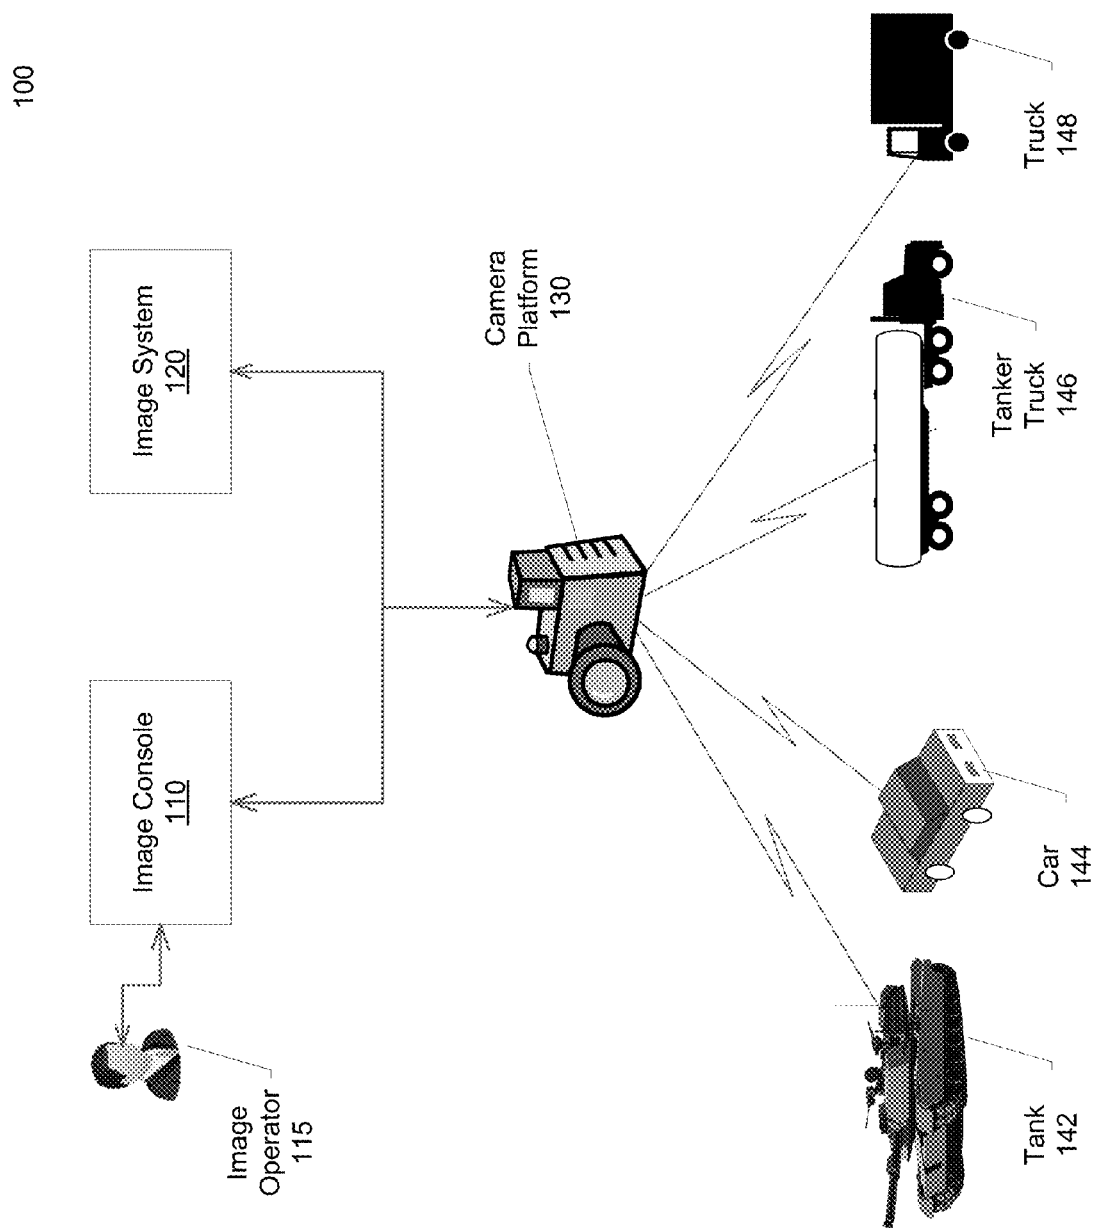 100
Image
Operator
115
Image Console
110
Image System
120
Camera
Platform
130
Tank
142
Car
144
Tanker
Truck
146
Truck
148